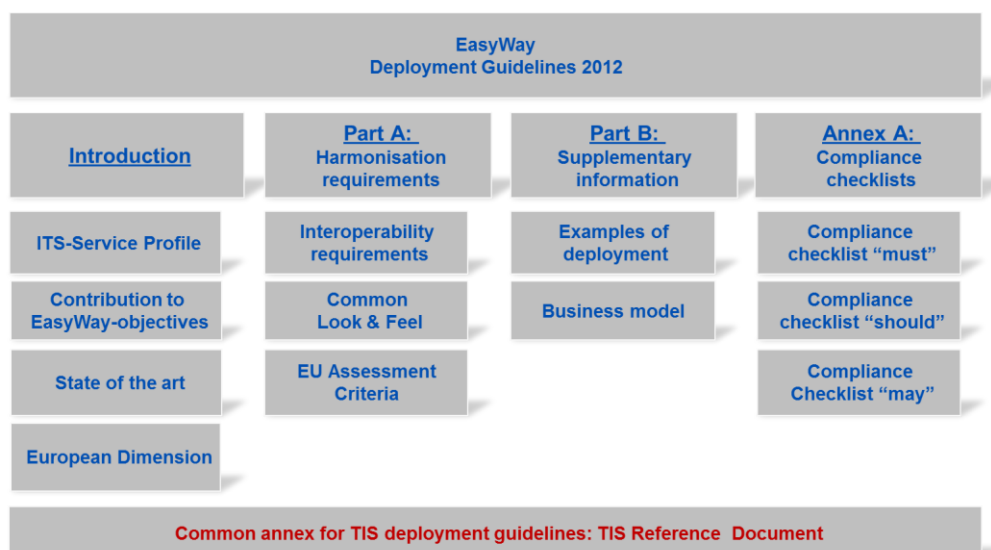 EasyWay
Deployment Guidelines 2012
Introduction
Part A:
Harmonisation
requirements
Part B:
Supplementary
information
Annex A:
Compliance
checklists
ITS-Service Profile
Contribution to
EasyWay-objectives
State of the art
European Dimension
Interoperability
requirements
Common
Look & Feel
EU Assessment
Criteria
Examples of
deployment
Business model
Compliance
checklist “must”
Compliance
checklist “should”
Compliance
Checklist “may”
Common annex for TIS deployment guidelines: TIS Reference  Document